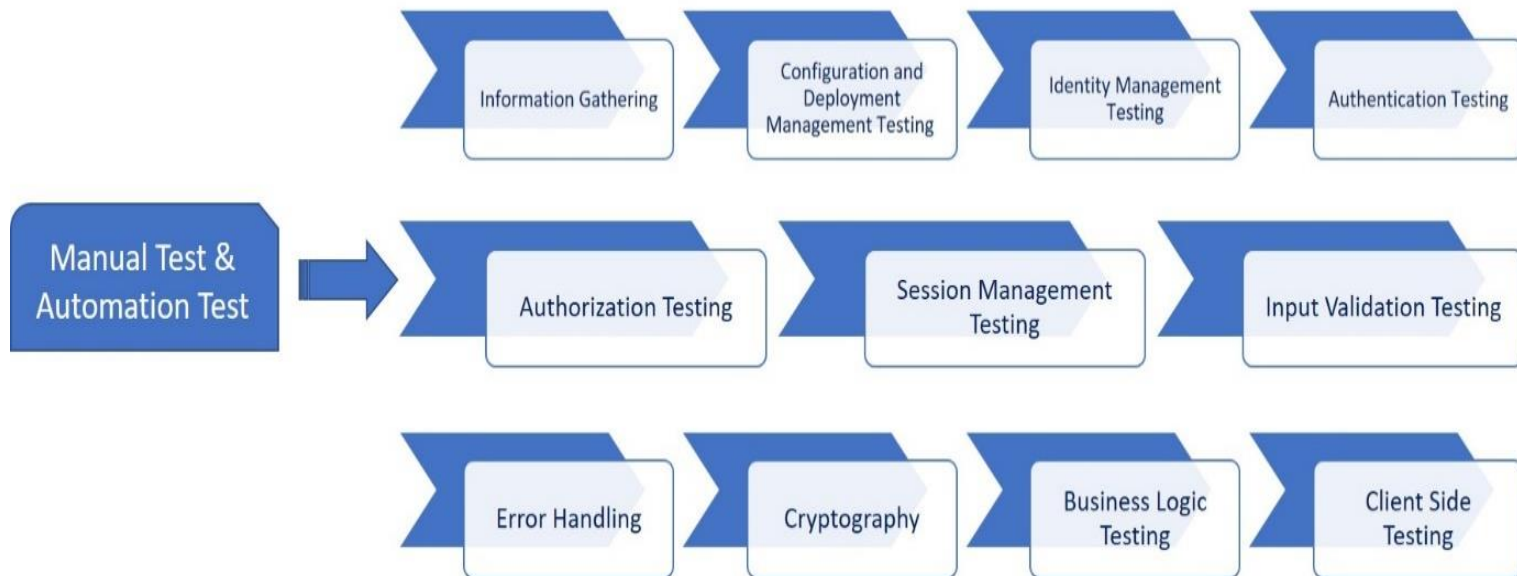 Information Gathering
Configuration and
Deployment
Management Testing
Identity Management
Testing
Authentication Testing
Manual Test &
Automation Test
Authorization Testing
Session Management
Testing
Input Validation Testing
Error Handling
Cryptography
Business Logic
Testing
Client Side
Testing